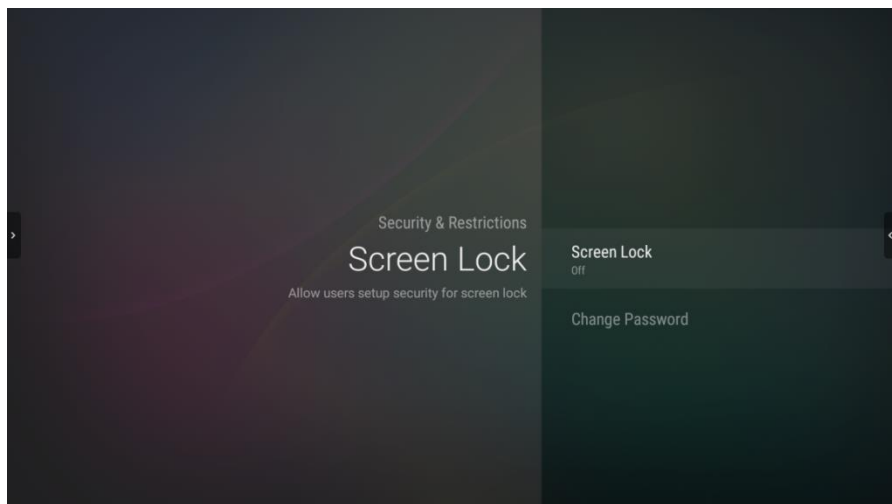 Security & Restrictions
Screen Lock
Allow users setup security for screen lock
Screen Lock
Off
Change Password